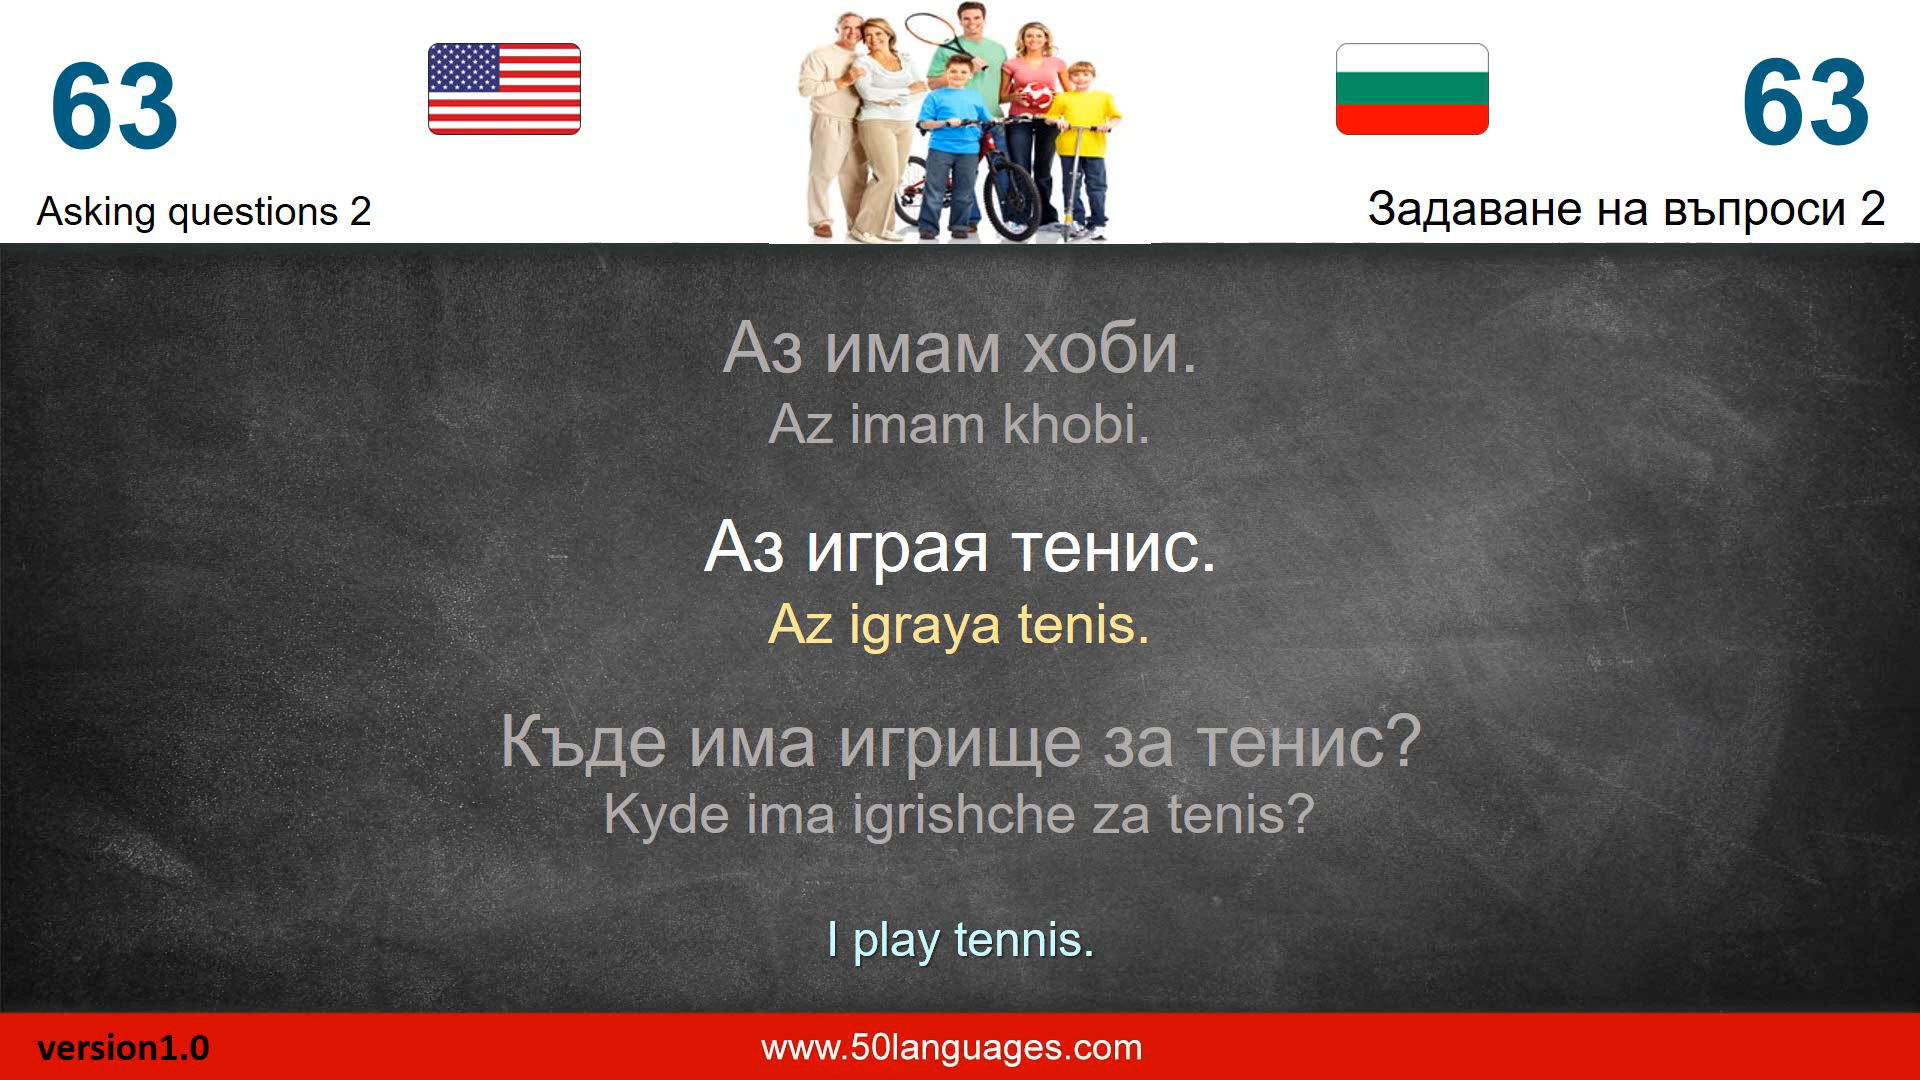 63
63
Asking questions 2
Задаване на въпроси 2
Аз имам хоби.
Az imam khobi.
Аз играя тенис.
Az igraya tenis.
Къде има игрище за тенис?
Kyde ima igrishche za tenis?
I play tennis.
version1.0
www.50languages.com